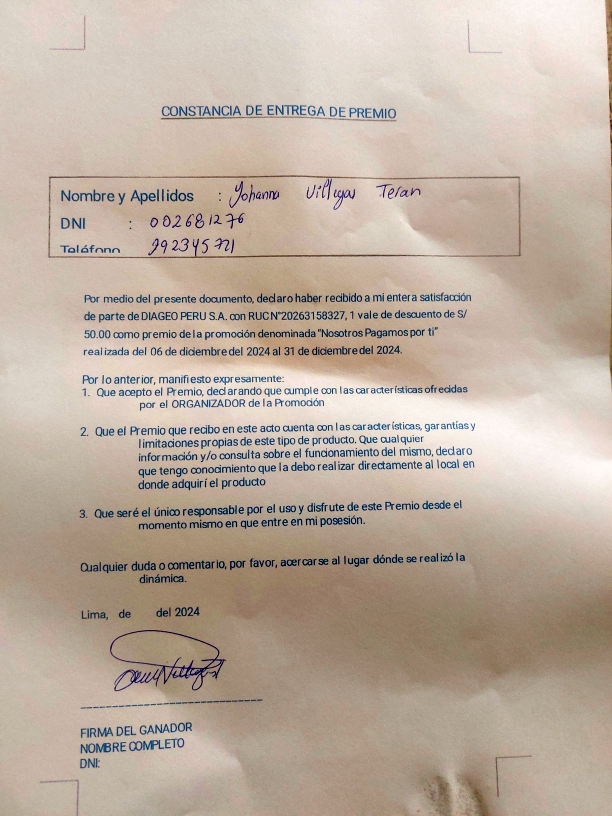 CONSTANCIA DE ENTREGA DE PREMIO
Nombre y Apellidos : Yohanna Villegas Teran
DNI : 002681276
Teléfono 992345721
Por medio del presente documento, declaro haber recibido a mi entera satisfacción
de parte de DIAGEO PERU S.A. con RUC N°20263158327, 1 vale de descuento de S/
50.00 como premio de la promoción denominada "Nosotros Pagamos por ti"
realizada del 06 de diciembre del 2024 al 31 de diciembre del 2024.
Por lo anterior, manifiesto expresamente:
1. Que acepto el Premio, declarando que cumple con las características ofrecidas
por el ORGANIZADOR de la Promoción
2. Que el Premio que recibo en este acto cuenta con las características, garantías y
limitaciones propias de este tipo de producto. Que cualquier
información y/o consulta sobre el funcionamiento del mismo, declaro
que tengo conocimiento que la debo realizar directamente al local en
donde adquirí el producto
3. Que seré el único responsable por el uso y disfrute de este Premio desde el
momento mismo en que entre en mi posesión.
Cualquier duda o comentario, por favor, acercarse al lugar dónde se realizó la
dinámica.
Lima, de del 2024
FIRMA DEL GANADOR
NOMBRE COMPLETO
DNI: